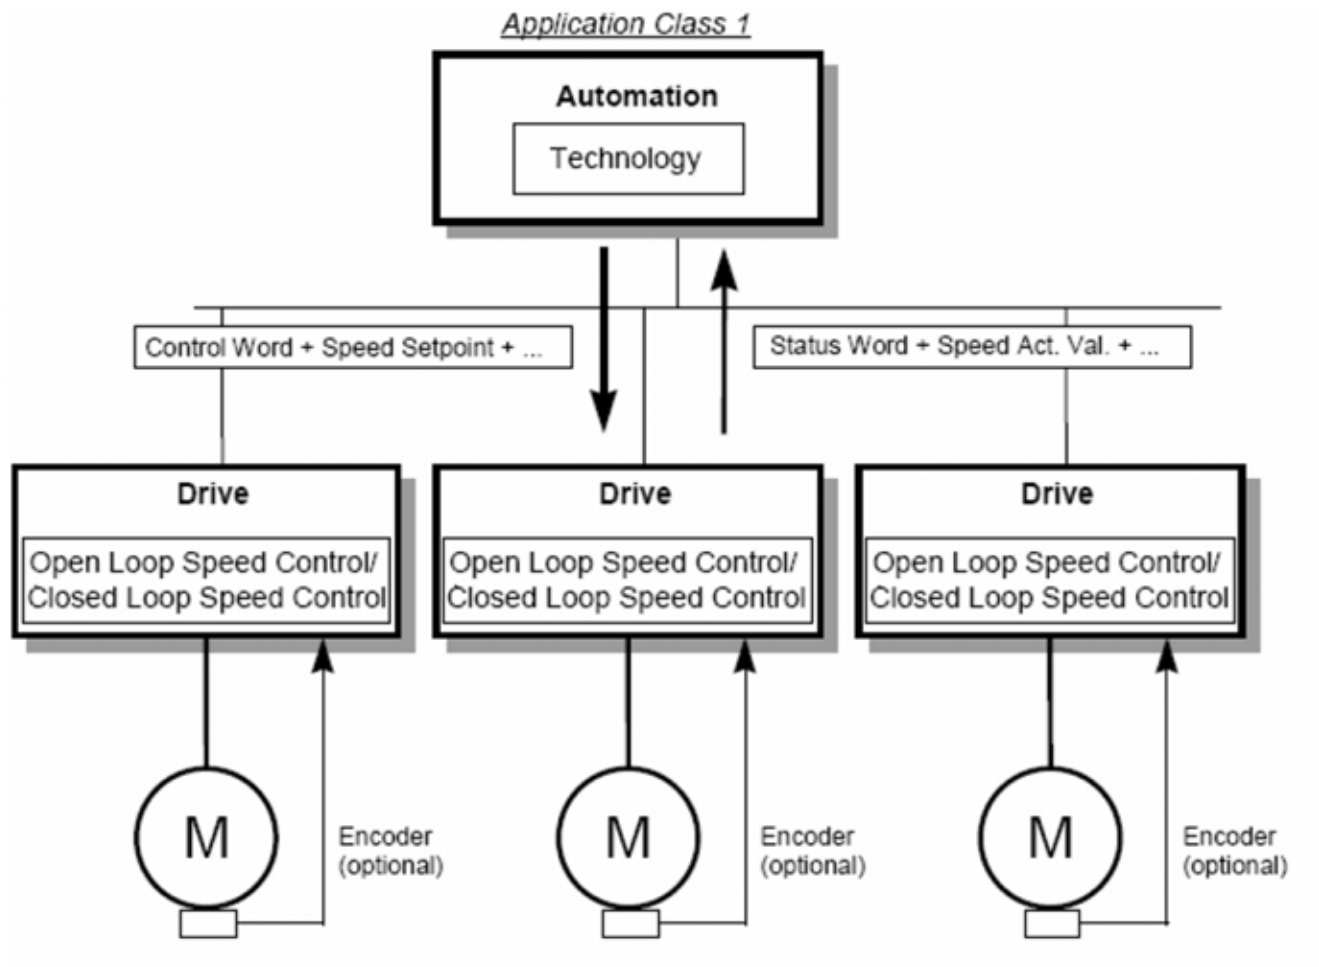 Application Class 1
Automation
Technology
Control Word + Speed Setpoint + ...
Status Word + Speed Act. Val. + ...
Drive
Open Loop Speed Control/
Closed Loop Speed Control
Drive
Open Loop Speed Control/
Closed Loop Speed Control
Drive
Open Loop Speed Control/
Closed Loop Speed Control
M
Encoder
(optional)
M
Encoder
(optional)
M
Encoder
(optional)